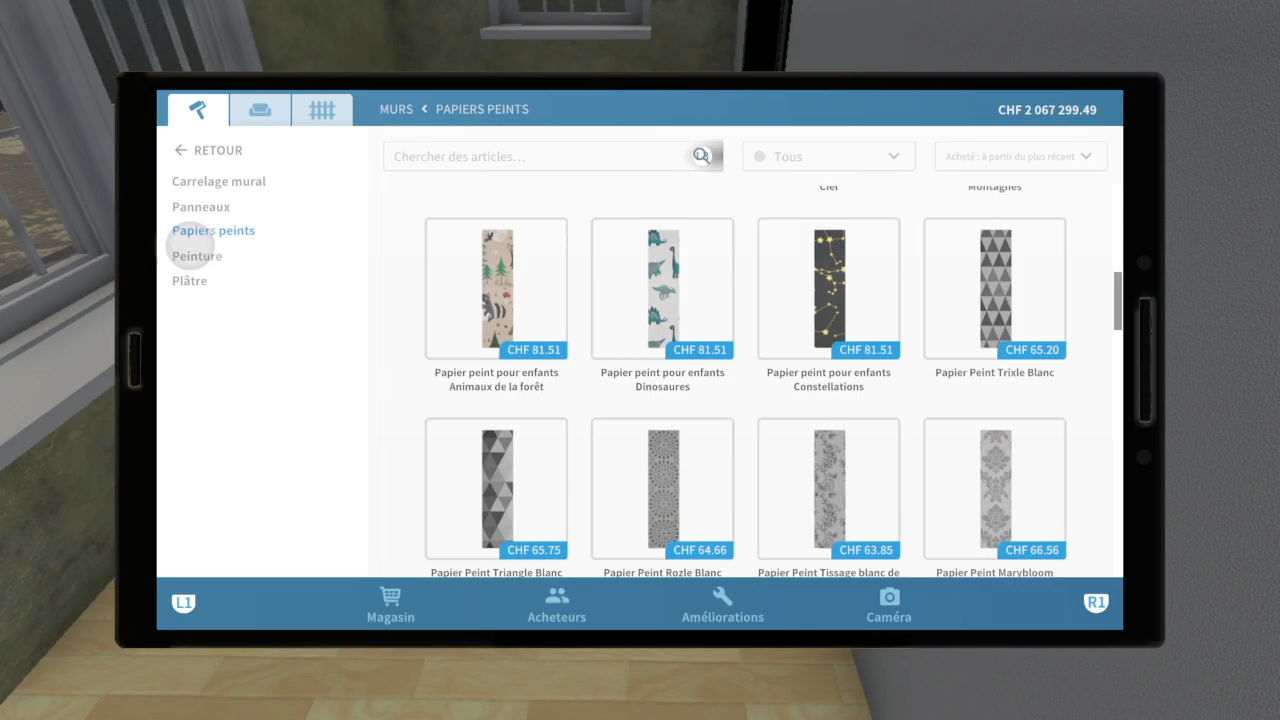 MURS < PAPIERS PEINTS
CHF 2 067 299.49
RETOUR
Chercher des articles...
Tous
Acheté : à partir du plus récent
Carrelage mural
Panneaux
Papiers peints
Peinture
Plâtre
Ciel
Montagnes
CHF 81.51
CHF 81.51
CHF 81.51
CHF 65.20
Papier peint pour enfants
Animaux de la forêt
Papier peint pour enfants
Dinosaures
Papier peint pour enfants
Constellations
Papier Peint Trixle Blanc
CHF 65.75
CHF 64.66
CHF 63.85
CHF 66.56
Papier Peint Triangle Blanc
Papier Peint Rozle Blanc
Papier Peint Tissage blanc de
Papier Peint Marybloom
L1
Magasin
Acheteurs
Améliorations
Caméra
R1